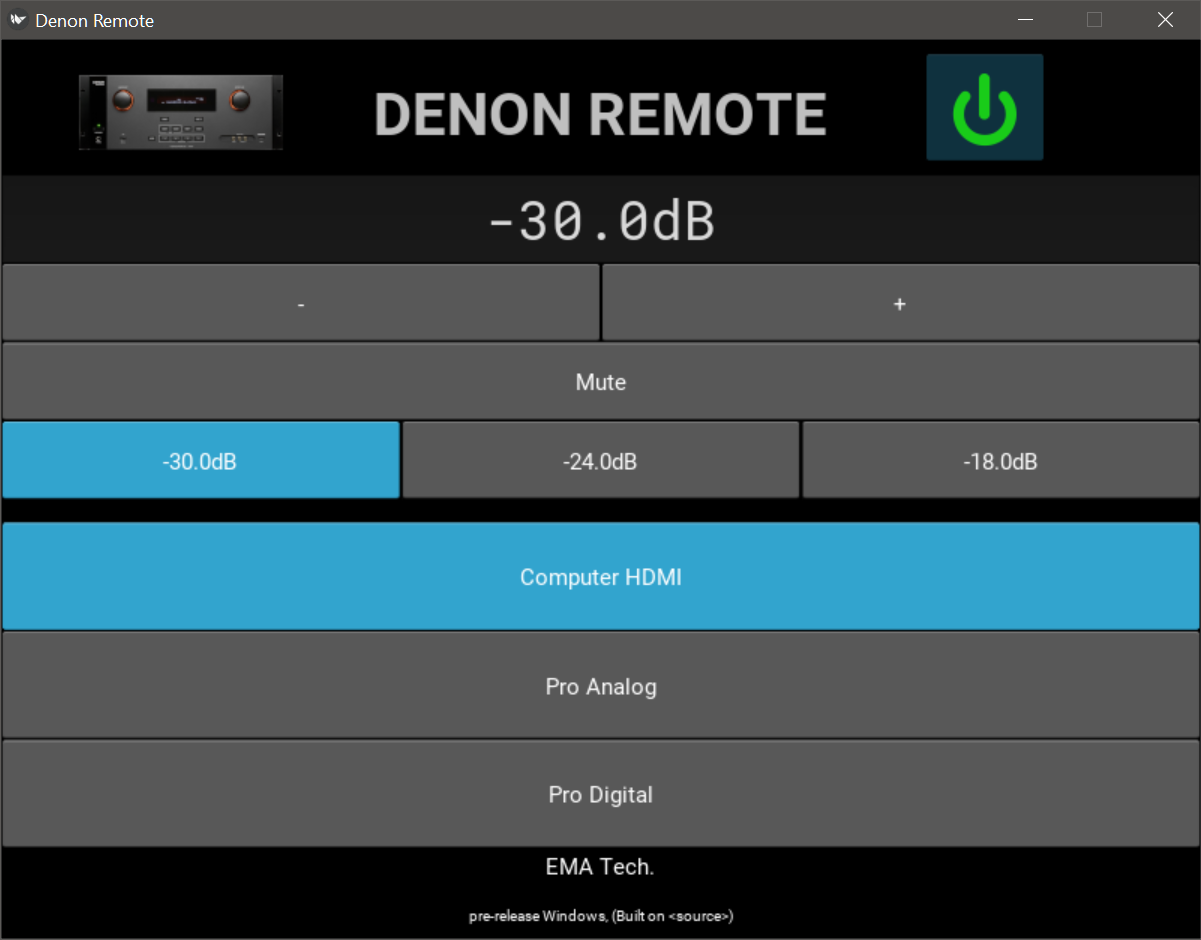 Denon Remote
DENON REMOTE
-30.0dB
- +
Mute
-30.0dB -24.0dB -18.0dB
Computer HDMI
Pro Analog
Pro Digital
EMA Tech.
pre-release Windows, (Built on <source>)